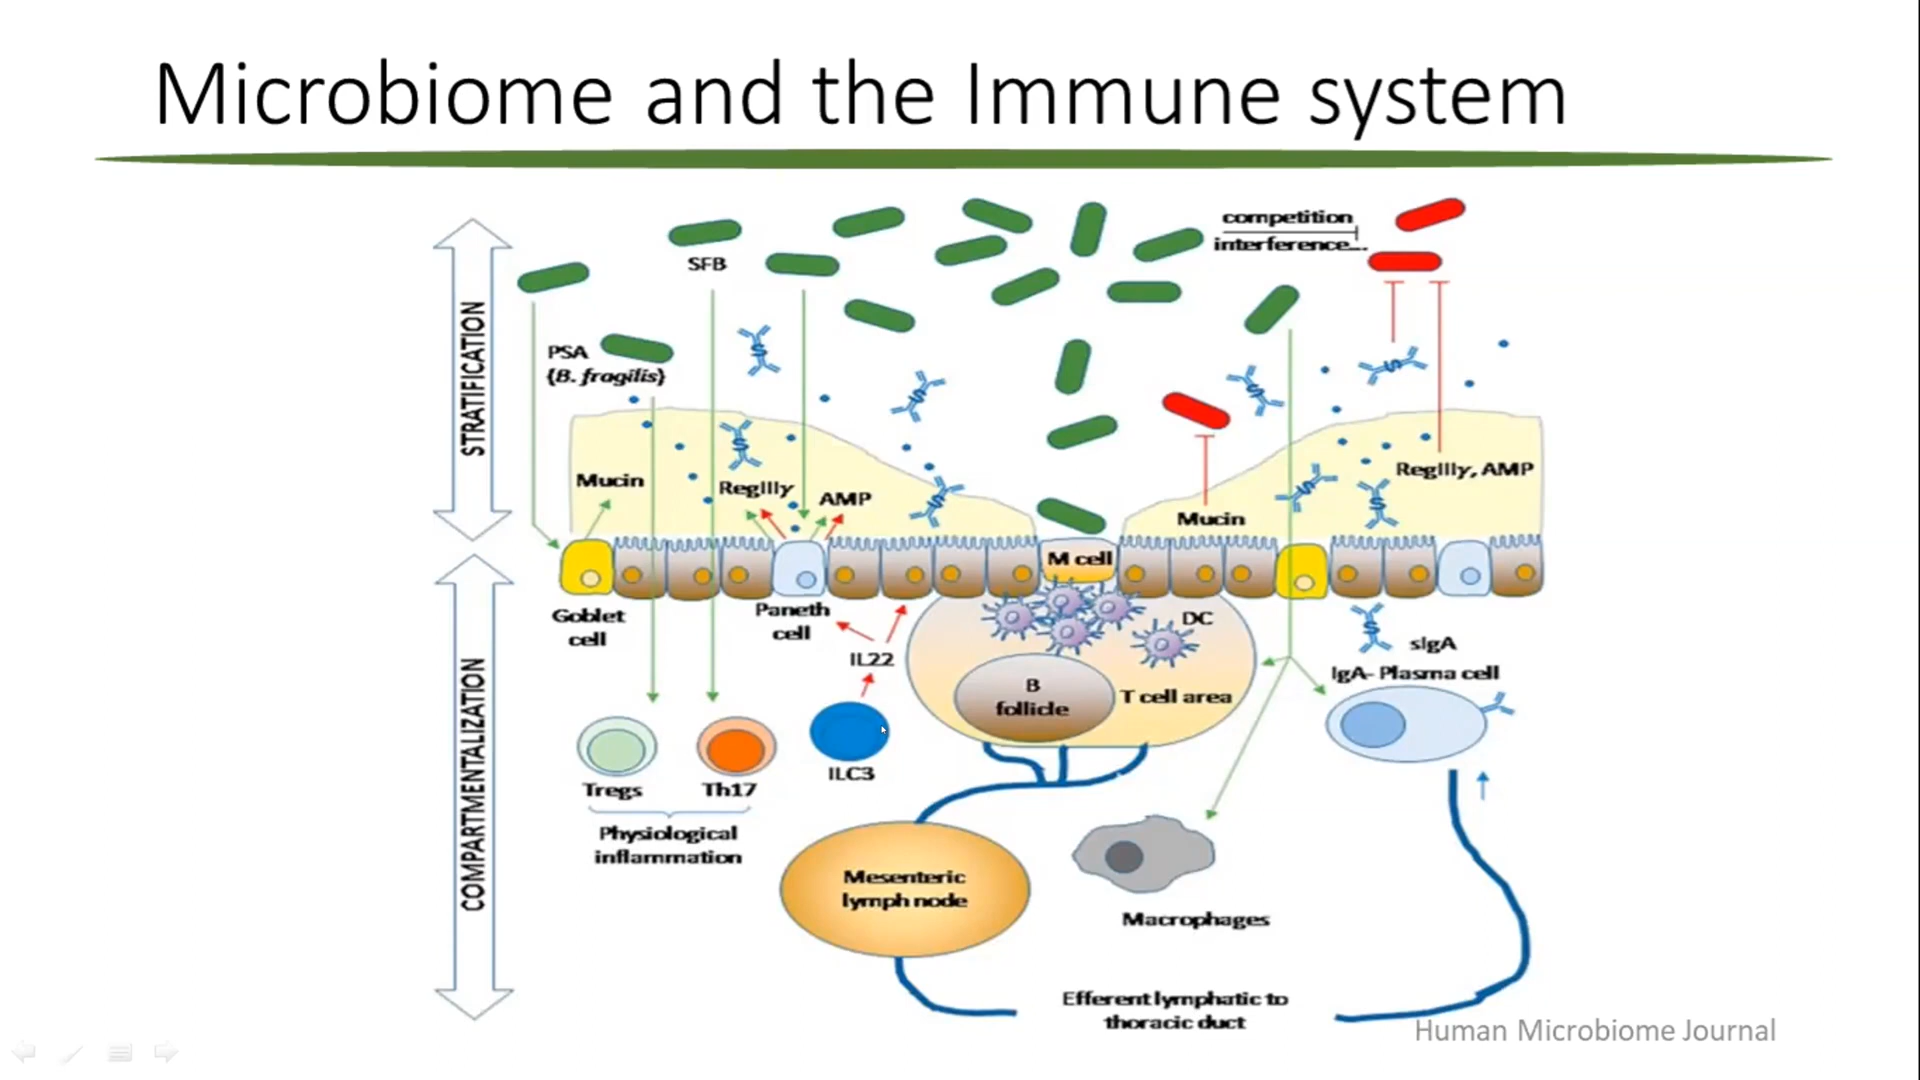 Microbiome and the Immune system
STRATIFICATION
COMPARTMENTALIZATION
SFB
competition
interference...
PSA
(B. fragilis)
Mucin
RegIIIγ
AMP
Mucin
RegIIIγ, AMP
M cell
Goblet
cell
Paneth
cell
IL22
DC
sIgA
IgA- Plasma cell
B
follicle
T cell area
ILC3
Tregs
Th17
Physiological
inflammation
Mesenteric
lymph node
Macrophages
Efferent lymphatic to
thoracic duct
Human Microbiome Journal